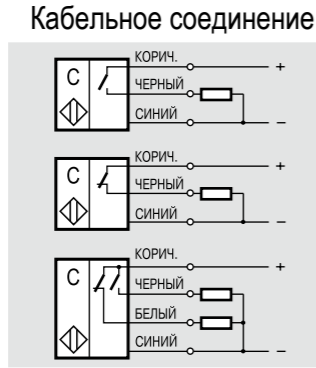 Кабельное соединение
КОРИЧ. +
С ЧЕРНЫЙ
СИНИЙ −
КОРИЧ. +
С ЧЕРНЫЙ
СИНИЙ −
КОРИЧ. +
С ЧЕРНЫЙ
БЕЛЫЙ
СИНИЙ −